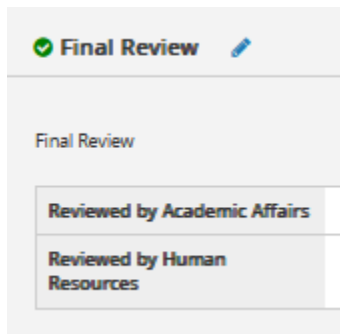 Final Review
Final Review
Reviewed by Academic Affairs
Reviewed by Human
Resources